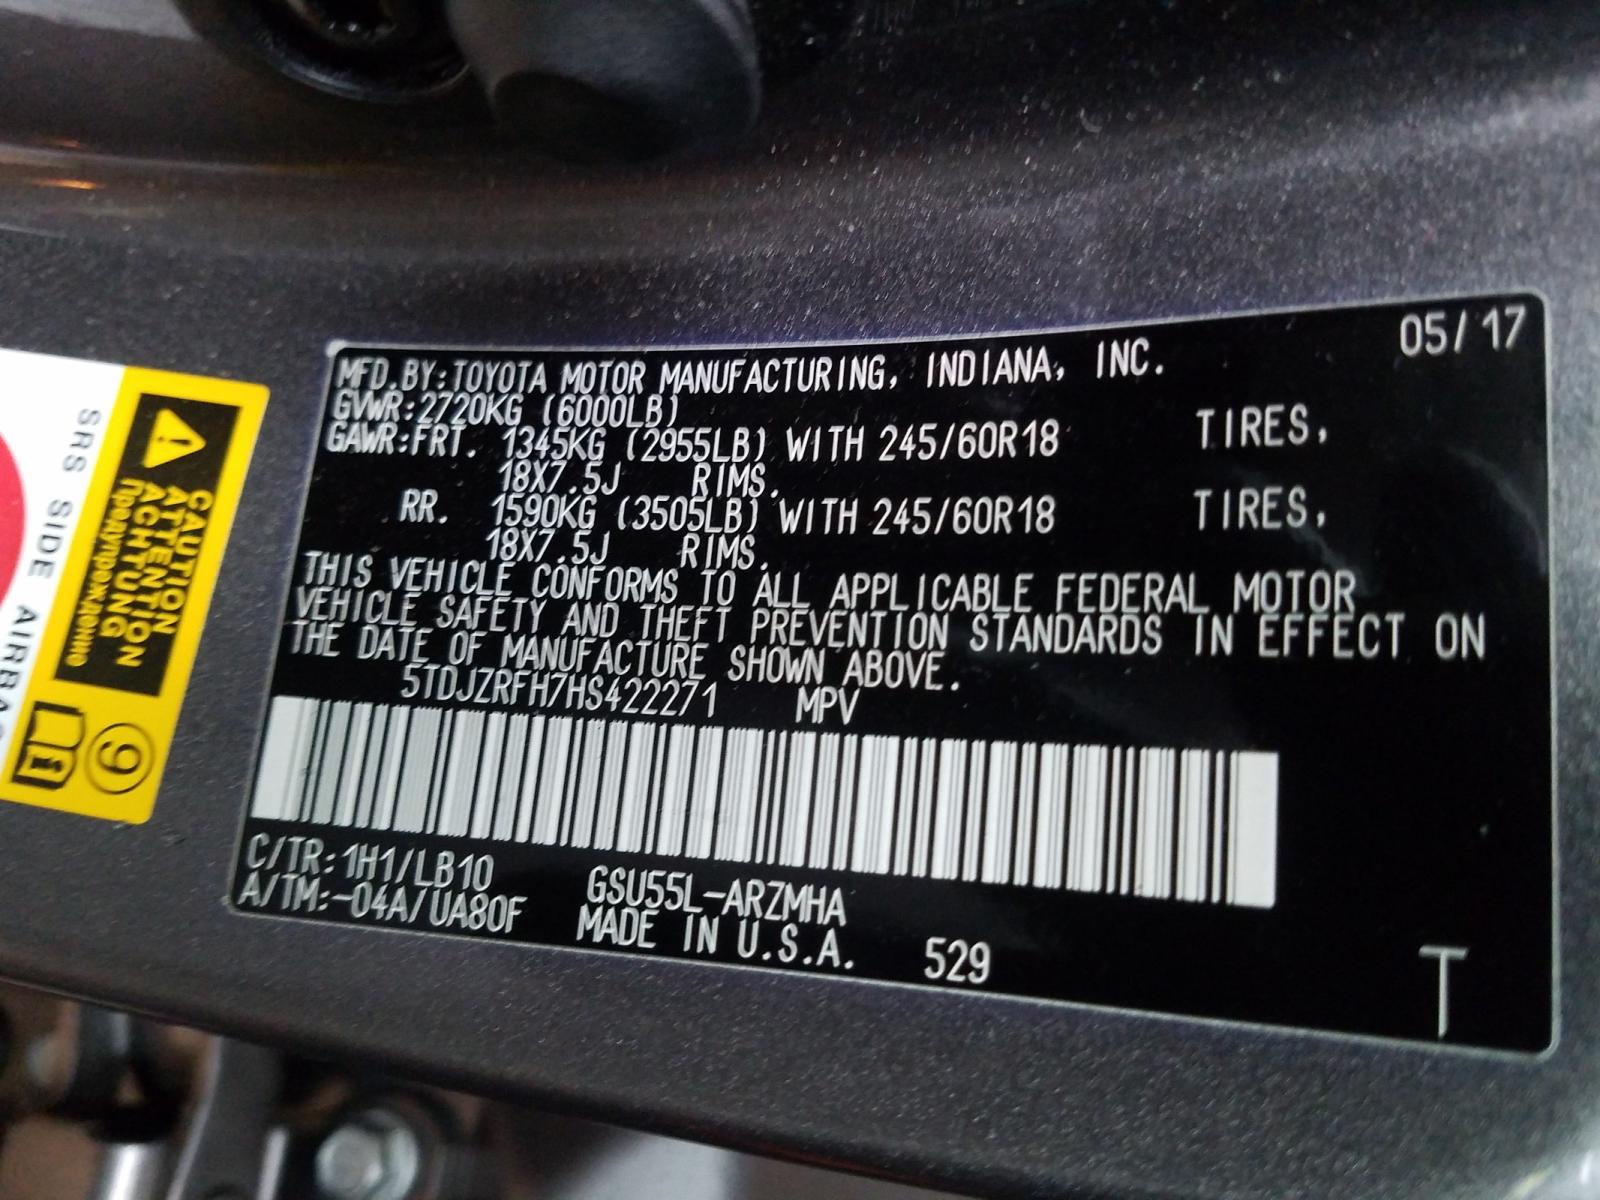 05/17
MFD.BY:TOYOTA MOTOR MANUFACTURING, INDIANA, INC.
GVWR:2720KG (6000LB)
GAWR:FRT. 1345KG (2955LB) WITH 245/60R18 TIRES,
18X7.5J RIMS.
RR. 1590KG (3505LB) WITH 245/60R18 TIRES,
18X7.5J RIMS.
THIS VEHICLE CONFORMS TO ALL APPLICABLE FEDERAL MOTOR
VEHICLE SAFETY AND THEFT PREVENTION STANDARDS IN EFFECT ON
THE DATE OF MANUFACTURE SHOWN ABOVE.
5TDJZRFH7HS422271 MPV
C/TR:1H1/LB10 GSU55L-ARZMHA
A/TM:-04A/UA80F MADE IN U.S.A. 529
T
CAUTION
ATTENTION
ACHTUNG
Предупреждение
9
SRS SIDE AIRBAG